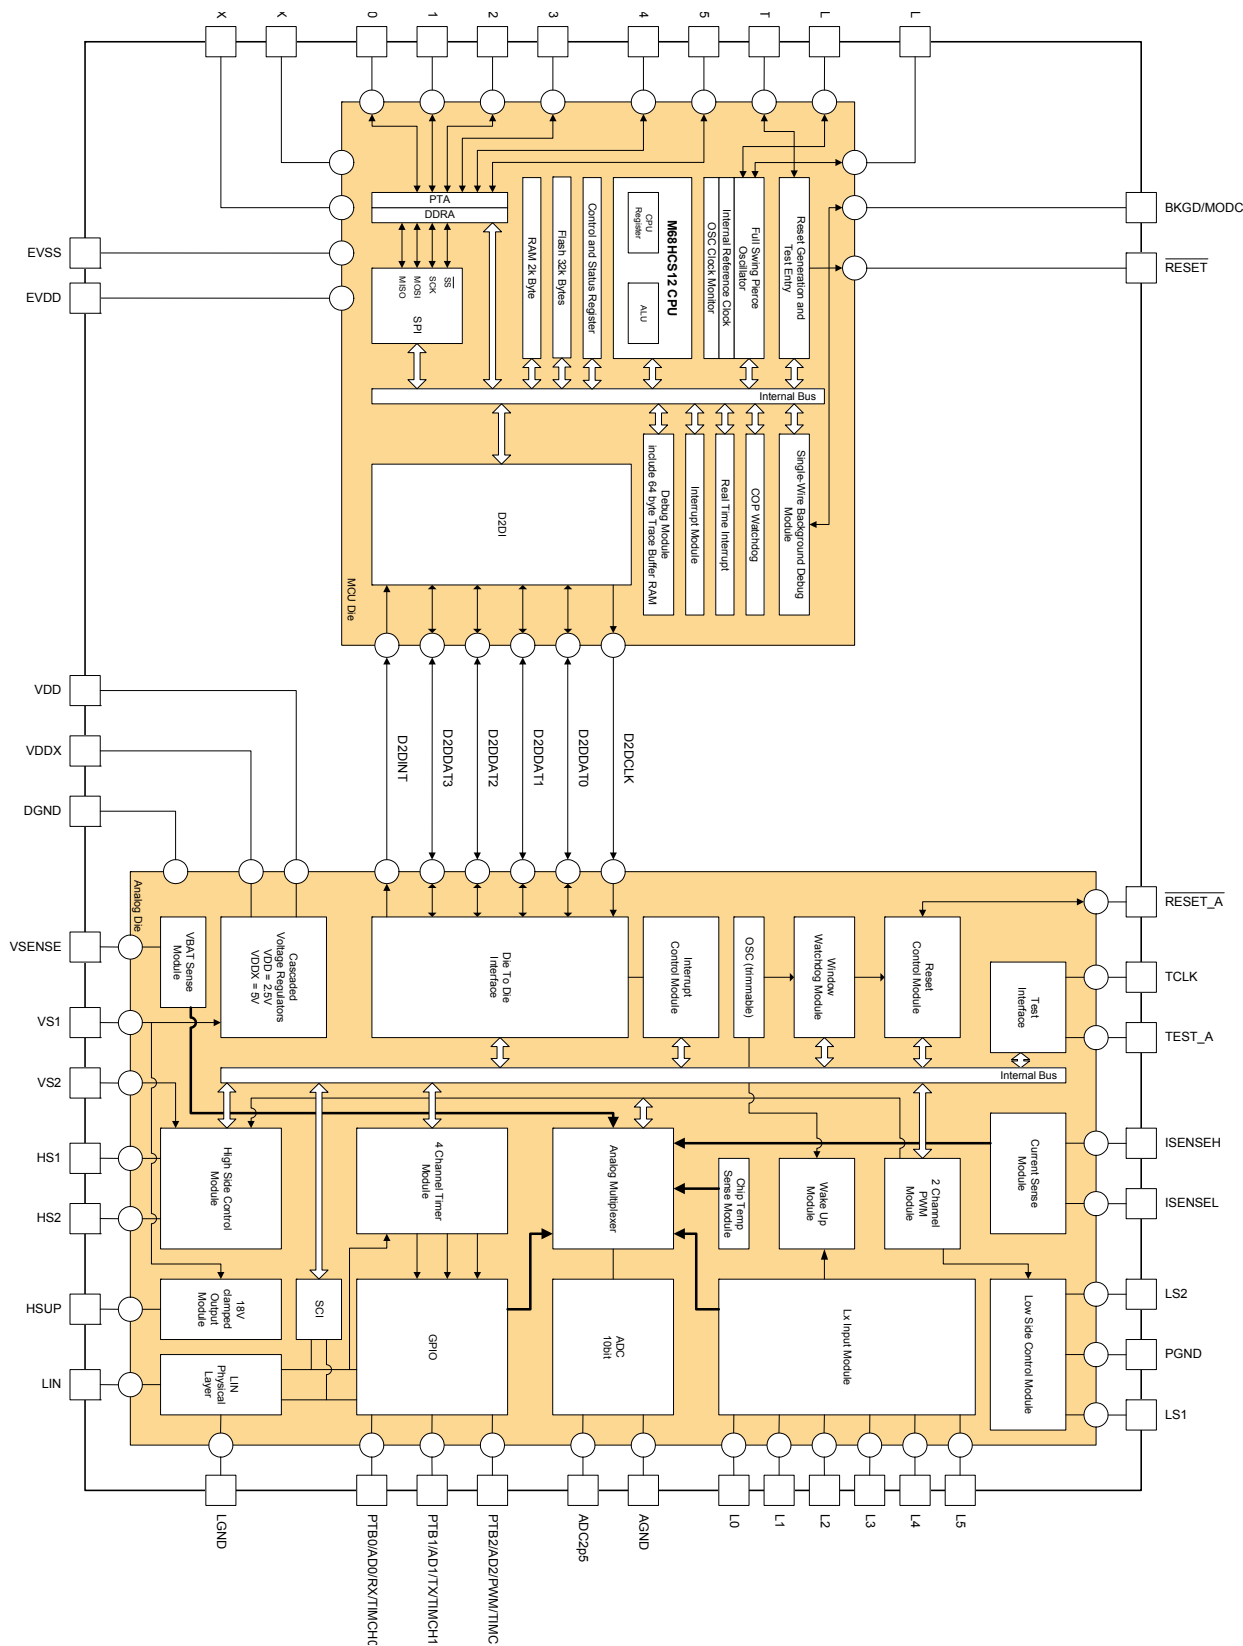 X
K
0
1
2
3
4
5
T
L
L
BKGD/MODC
RESET
EVSS
EVDD
PTA
DDRA
MISO
MOSI
SCK
SS
SPI
RAM 2k Byte
Flash 32k Bytes
Control and Status Register
CPU
Register
ALU
M68HCS12 CPU
OSC Clock Monitor
Internal Reference Clock
Full Swing Pierce
Oscillator
Reset Generation and
Test Entry
Internal Bus
D2DI
Debug Module
include 64 byte Trace Buffer RAM
Interrupt Module
Real Time Interrupt
COP Watchdog
Single-Wire Background Debug
Module
MCU Die
VDD
VDDX
DGND
D2DINT
D2DDAT3
D2DDAT2
D2DDAT1
D2DDAT0
D2DCLK
Analog Die
RESET_A
VSENSE
VBAT Sense
Module
Cascaded
Voltage Regulators
VDD = 2.5V
VDDX = 5V
Die To Die
Interface
Interrupt
Control Module
OSC (trimmable)
Window
Watchdog Module
Reset
Control Module
Test
Interface
TCLK
VS1
TEST_A
VS2
Internal Bus
HS1
High Side Control
Module
4 Channel Timer
Module
Analog Multiplexer
Chip Temp
Sense Module
Wake Up
Module
2 Channel
PWM
Module
Current Sense
Module
ISENSEH
HS2
ISENSEL
HSUP
18V
clamped
Output
Module
SCI
GPIO
ADC
10bit
Lx Input Module
Low Side Control Module
LS2
PGND
LIN
LIN
Physical
Layer
LS1
LGND
PTB0/AD0/RX/TIMCH0
PTB1/AD1/TX/TIMCH1
PTB2/AD2/PWM/TIMC
ADC2p5
AGND
L0
L1
L2
L3
L4
L5